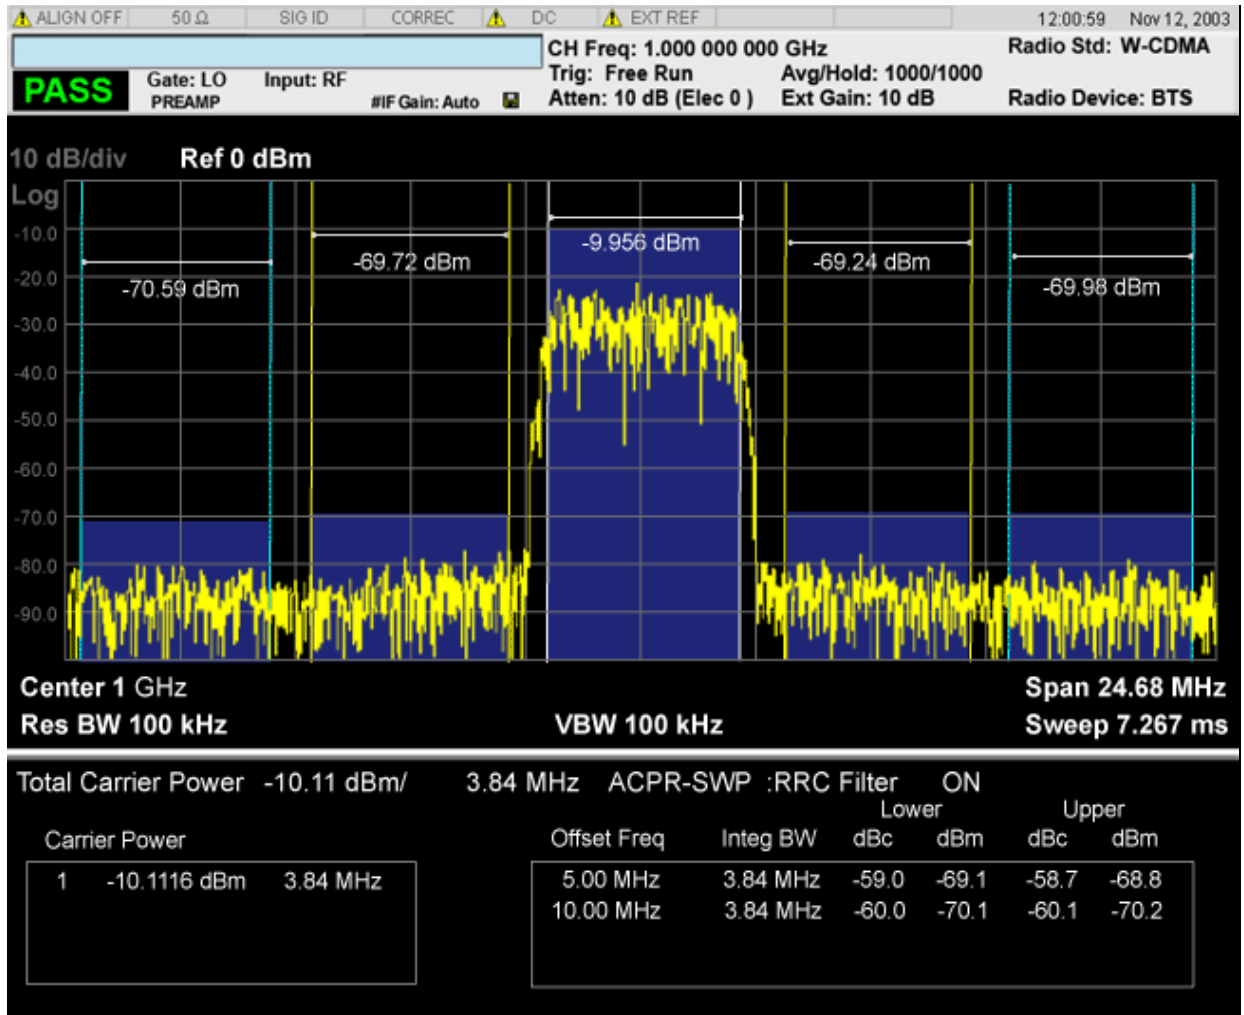 ALIGN OFF 50 Ω SIG ID CORREC DC EXT REF 12:00:59 Nov 12, 2003
CH Freq: 1.000 000 000 GHz Radio Std: W-CDMA
PASS Gate: LO Input: RF Trig: Free Run Avg/Hold: 1000/1000
PREAMP #IF Gain: Auto Atten: 10 dB (Elec 0 ) Ext Gain: 10 dB Radio Device: BTS
10 dB/div Ref 0 dBm
Log
-10.0
-9.956 dBm
-69.72 dBm
-69.24 dBm
-20.0
-70.59 dBm
-69.98 dBm
-30.0
-40.0
-50.0
-60.0
-70.0
-80.0
-90.0
Center 1 GHz Span 24.68 MHz
Res BW 100 kHz VBW 100 kHz Sweep 7.267 ms
Total Carrier Power -10.11 dBm/ 3.84 MHz ACPR-SWP :RRC Filter ON
Lower Upper
Carrier Power Offset Freq Integ BW dBc dBm dBc dBm
1 -10.1116 dBm 3.84 MHz 5.00 MHz 3.84 MHz -59.0 -69.1 -58.7 -68.8
10.00 MHz 3.84 MHz -60.0 -70.1 -60.1 -70.2